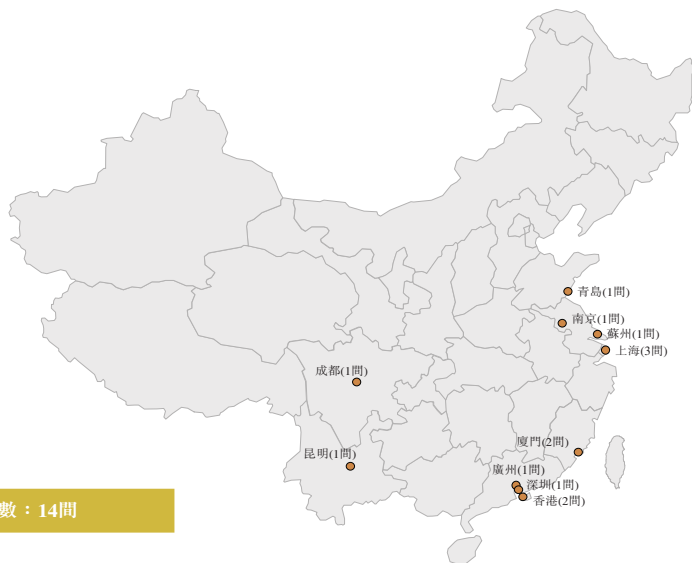 青島(1間)
南京(1間)
蘇州(1間)
上海(3間)
成都(1間)
廈門(2間)
昆明(1間)
廣州(1間)
深圳(1間)
香港(2間)
數：14間